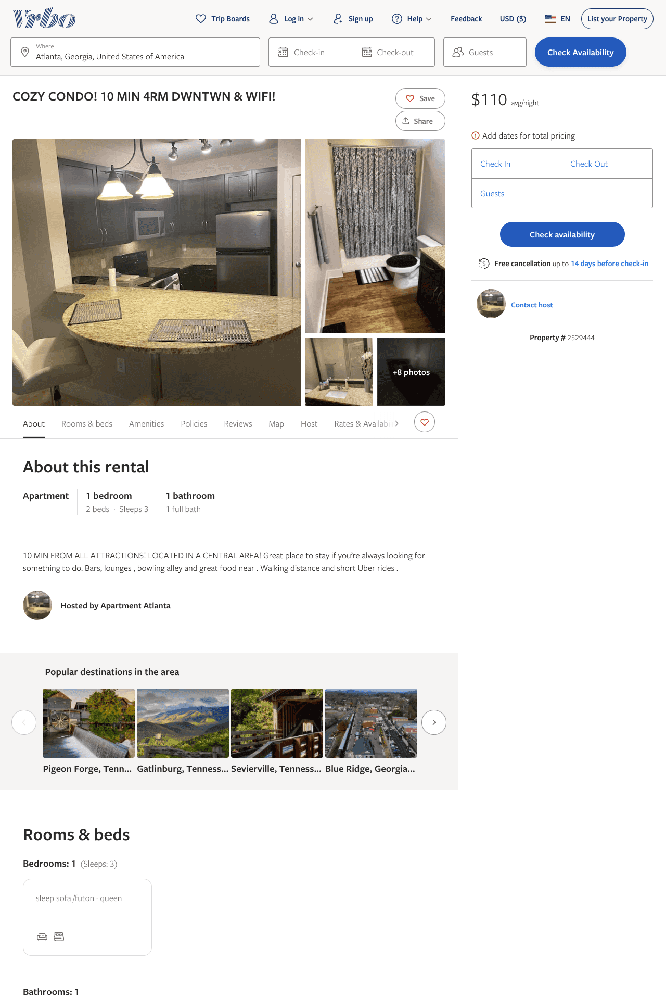 Vrbo
Trip Boards
Log in
Sign up
Help
Feedback
USD ($)
EN
List your Property
Where
Atlanta, Georgia, United States of America
Check-in
Check-out
Guests
Check Availability
COZY CONDO! 10 MIN 4RM DWNTWN & WIFI!
Save
Share
+8 photos
$110 avg/night
Add dates for total pricing
Check In
Check Out
Guests
Check availability
Free cancellation up to 14 days before check-in
Contact host
Property # 2529444
About
Rooms & beds
Amenities
Policies
Reviews
Map
Host
Rates & Availabili
About this rental
Apartment
1 bedroom
2 beds · Sleeps 3
1 bathroom
1 full bath
10 MIN FROM ALL ATTRACTIONS! LOCATED IN A CENTRAL AREA! Great place to stay if you’re always looking for
something to do. Bars, lounges , bowling alley and great food near . Walking distance and short Uber rides .
Hosted by Apartment Atlanta
Popular destinations in the area
Pigeon Forge, Tenn...
Gatlinburg, Tenness...
Sevierville, Tenness...
Blue Ridge, Georgia...
Rooms & beds
Bedrooms: 1 (Sleeps: 3)
sleep sofa /futon · queen
Bathrooms: 1